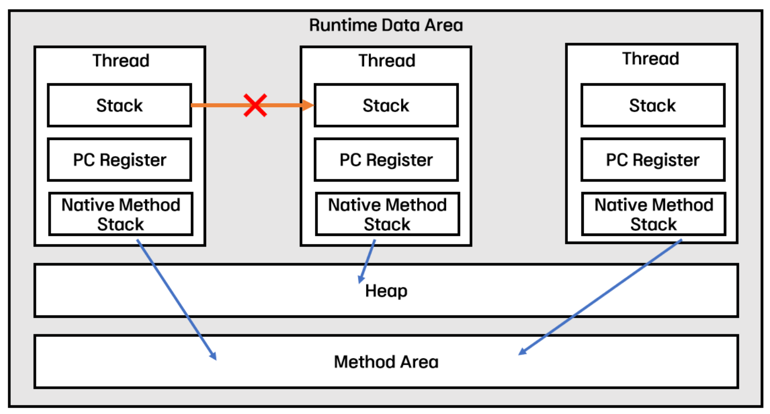 Runtime Data Area
Thread
Stack
PC Register
Native Method
Stack
Thread
Stack
PC Register
Native Method
Stack
Thread
Stack
PC Register
Native Method
Stack
Heap
Method Area